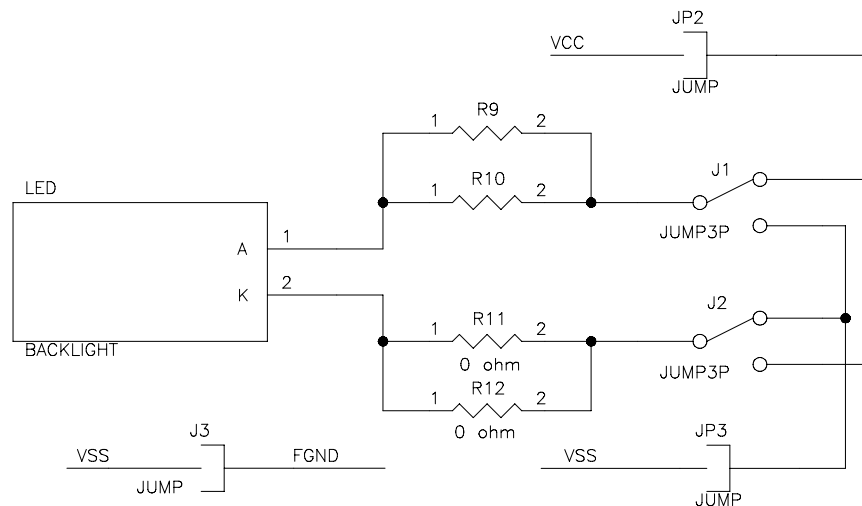 JP2
VCC
JUMP
1 R9 2
LED
1 R10 2
J1
A 1
JUMP3P
K 2
J2
1 R11 2
BACKLIGHT
0 ohm
JUMP3P
1 R12 2
0 ohm
J3
JP3
VSS FGND
VSS
JUMP
JUMP